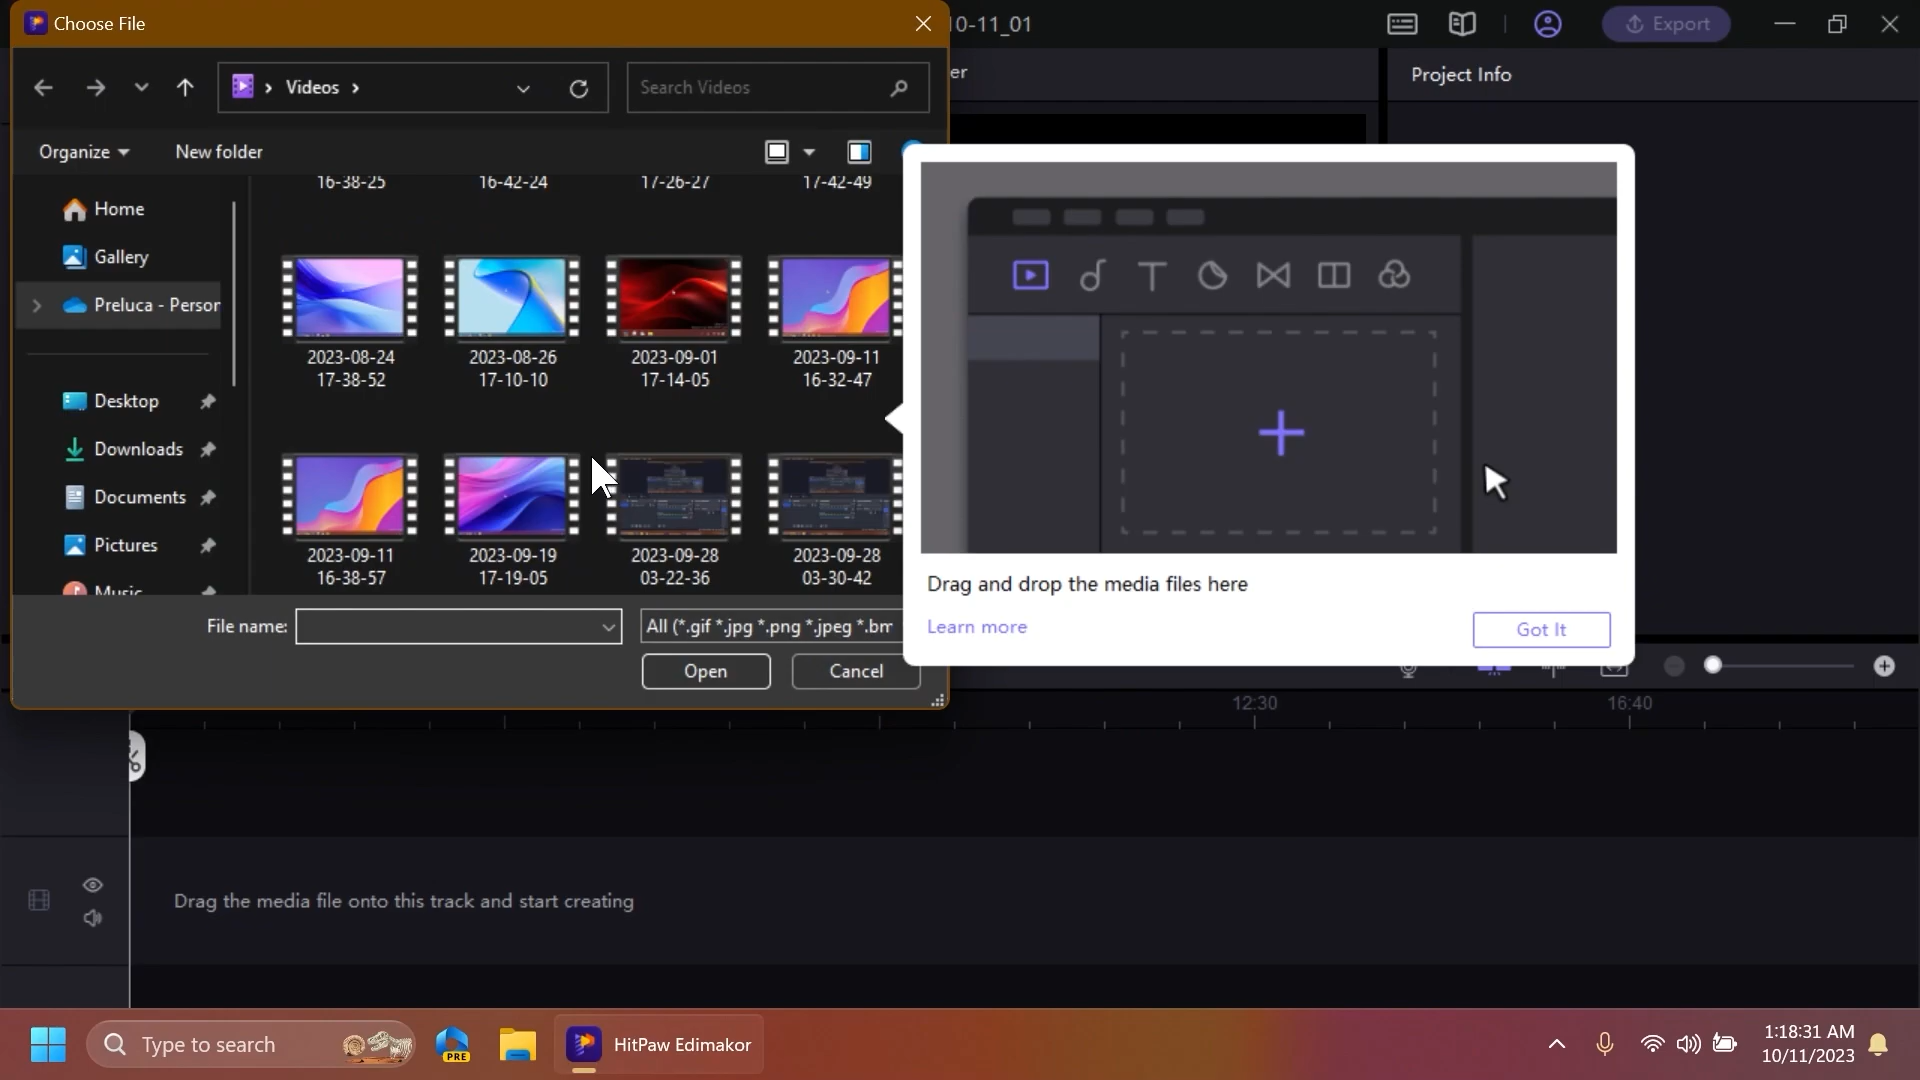 Choose File
10-11_01
Export
er
Project Info
Videos
Search Videos
Organize
New folder
16-38-25
16-42-24
17-26-27
17-42-49
Home
Gallery
Preluca - Person
Desktop
Downloads
Documents
Pictures
Music
2023-08-24
17-38-52
2023-08-26
17-10-10
2023-09-01
17-14-05
2023-09-11
16-32-47
2023-09-11
16-38-57
2023-09-19
17-19-05
2023-09-28
03-22-36
2023-09-28
03-30-42
File name:
All (*.gif *.jpg *.png *.jpeg *.bm
Open
Cancel
Drag and drop the media files here
Learn more
Got It
12:30
16:40
Drag the media file onto this track and start creating
Type to search
PRE
HitPaw Edimakor
1:18:31 AM
10/11/2023